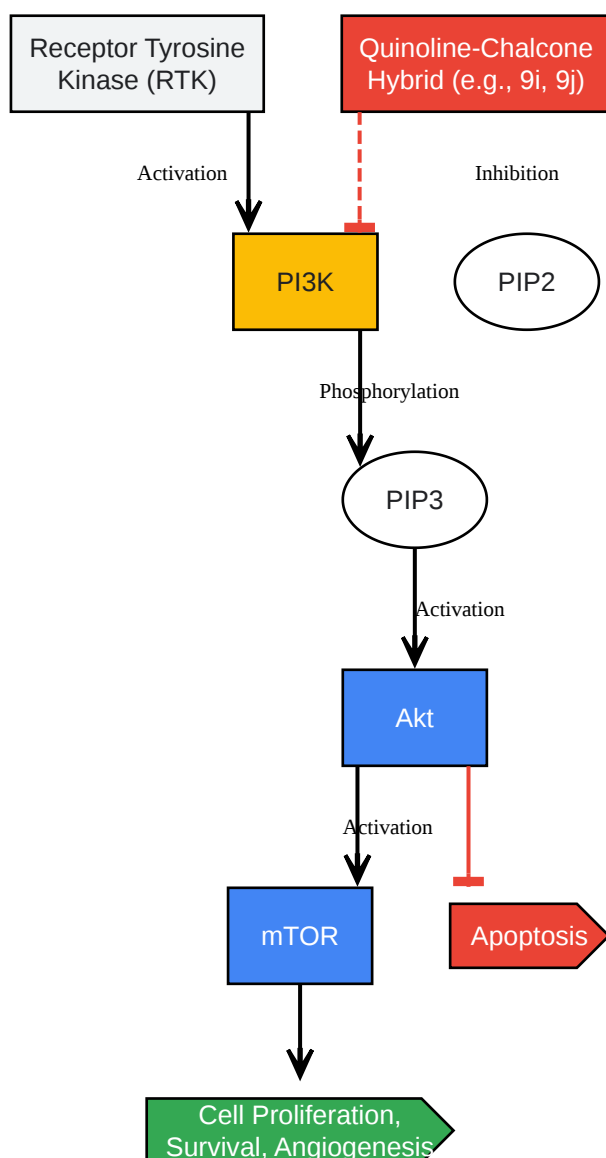 Receptor Tyrosine
Kinase (RTK)
Quinoline-Chalcone
Hybrid (e.g., 9i, 9j)
Activation
Inhibition
PI3K
PIP2
Phosphorylation
PIP3
Activation
Akt
Activation
mTOR
Apoptosis
Cell Proliferation,
Survival, Angiogenesis